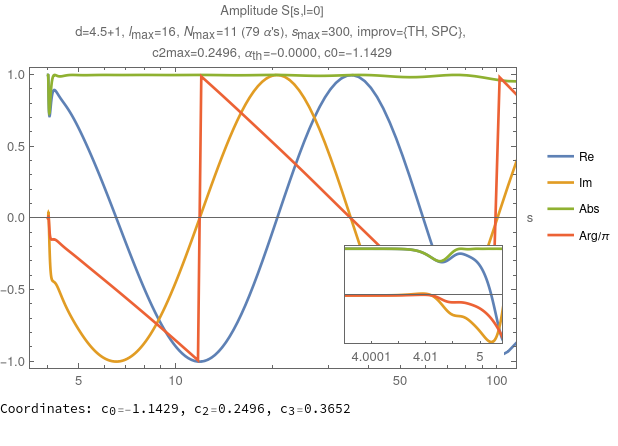 Amplitude S[s,l=0]
d=4.5+1, lmax=16, Nmax=11 (79 α's), smax=300, improv={TH, SPC},
c2max=0.2496, αth=-0.0000, c0=-1.1429
1.0
0.5
0.0
-0.5
-1.0
s
Re
Im
Abs
Arg/π
4.0001 4.01 5
5 10 50 100
Coordinates: c0=-1.1429, c2=0.2496, c3=0.3652